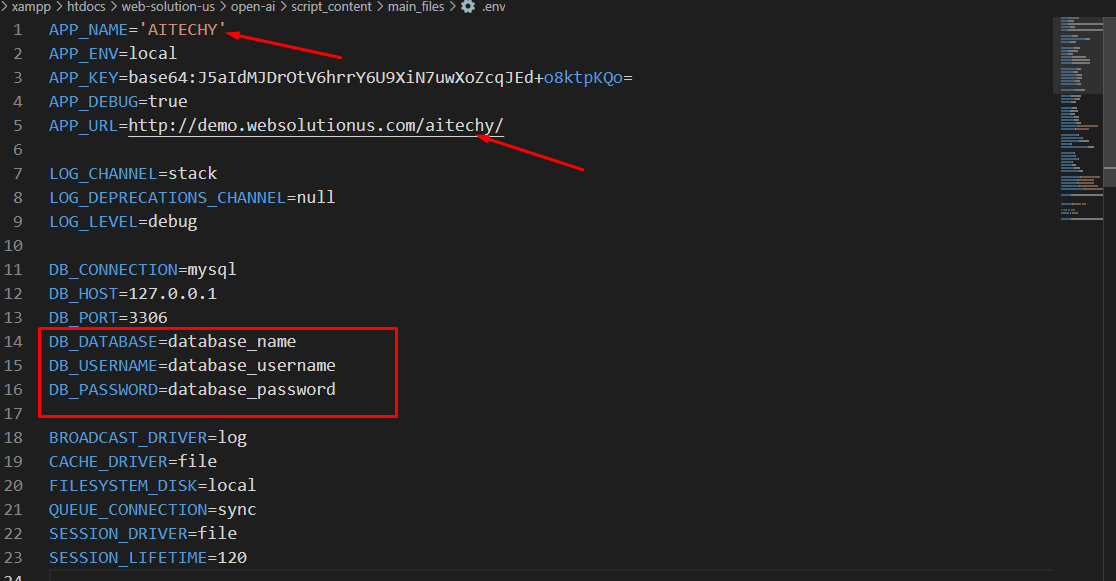 xampp > htdocs > web-solution-us > open-ai > script_content > main_files > .env
1 APP_NAME='AITECHY'
2 APP_ENV=local
3 APP_KEY=base64:J5aIdMJDrOtV6hrrY6U9XiN7uwXoZcqJEd+o8ktpKQo=
4 APP_DEBUG=true
5 APP_URL=http://demo.websolutionus.com/aitechy/
6
7 LOG_CHANNEL=stack
8 LOG_DEPRECATIONS_CHANNEL=null
9 LOG_LEVEL=debug
10
11 DB_CONNECTION=mysql
12 DB_HOST=127.0.0.1
13 DB_PORT=3306
14 DB_DATABASE=database_name
15 DB_USERNAME=database_username
16 DB_PASSWORD=database_password
17
18 BROADCAST_DRIVER=log
19 CACHE_DRIVER=file
20 FILESYSTEM_DISK=local
21 QUEUE_CONNECTION=sync
22 SESSION_DRIVER=file
23 SESSION_LIFETIME=120
24